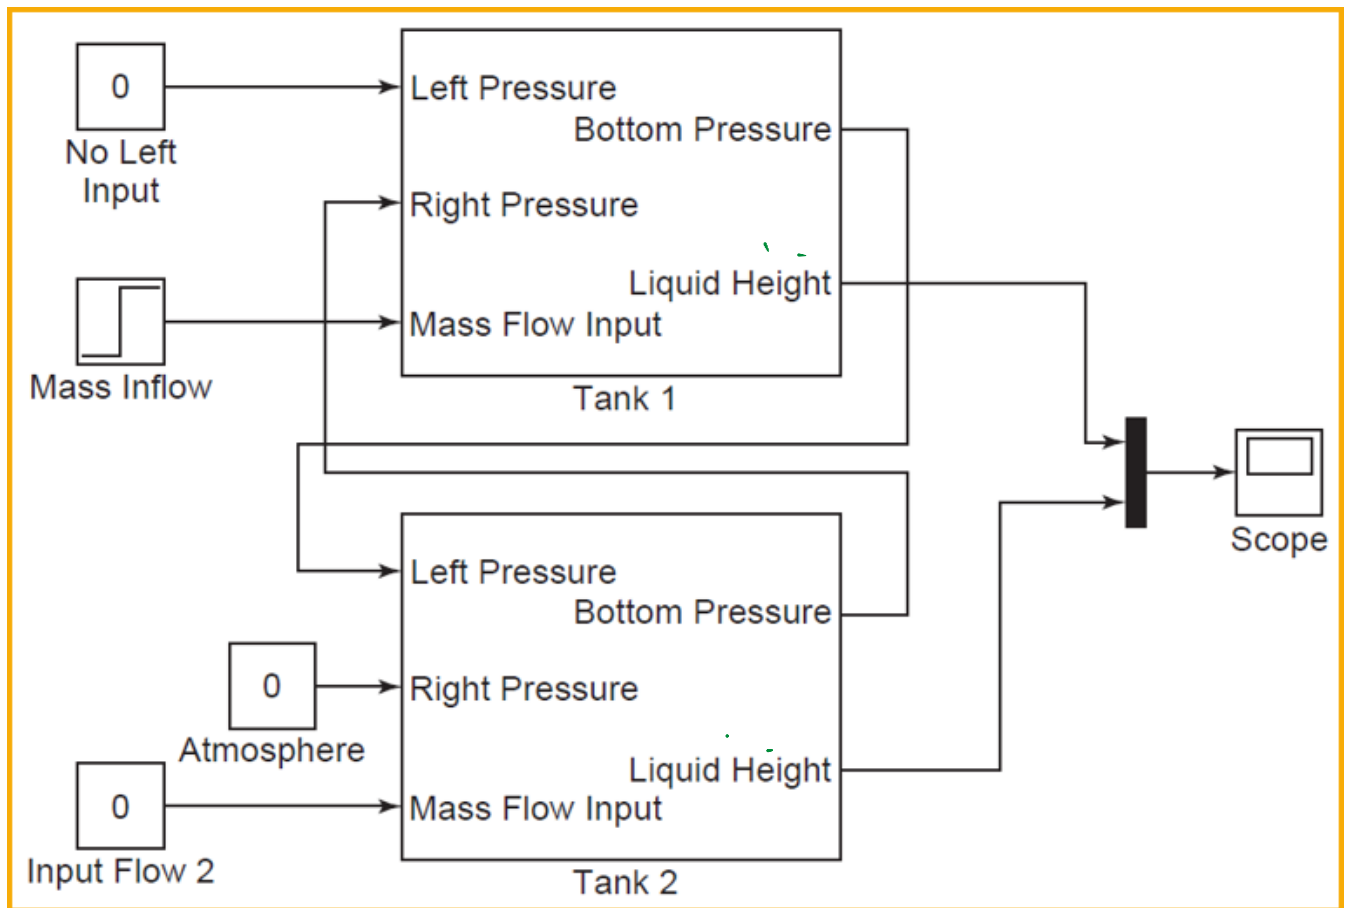 0
No Left
Input
Left Pressure
Bottom Pressure
Right Pressure
Liquid Height
Mass Flow Input
Mass Inflow
Tank 1
Left Pressure
Bottom Pressure
0
Right Pressure
Atmosphere
Liquid Height
0
Mass Flow Input
Input Flow 2
Tank 2
Scope